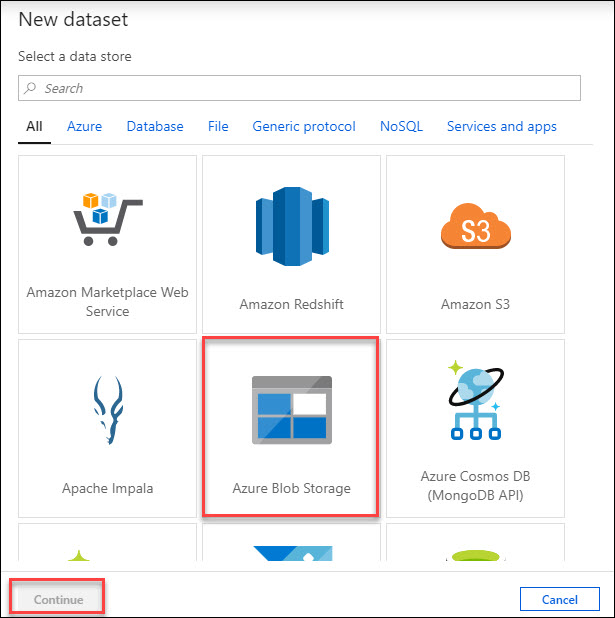 New dataset
Select a data store
Search
All Azure Database File Generic protocol NoSQL Services and apps
Amazon Marketplace Web
Service
Amazon Redshift
S3
Amazon S3
Apache Impala
Azure Blob Storage
Azure Cosmos DB
(MongoDB API)
Continue
Cancel